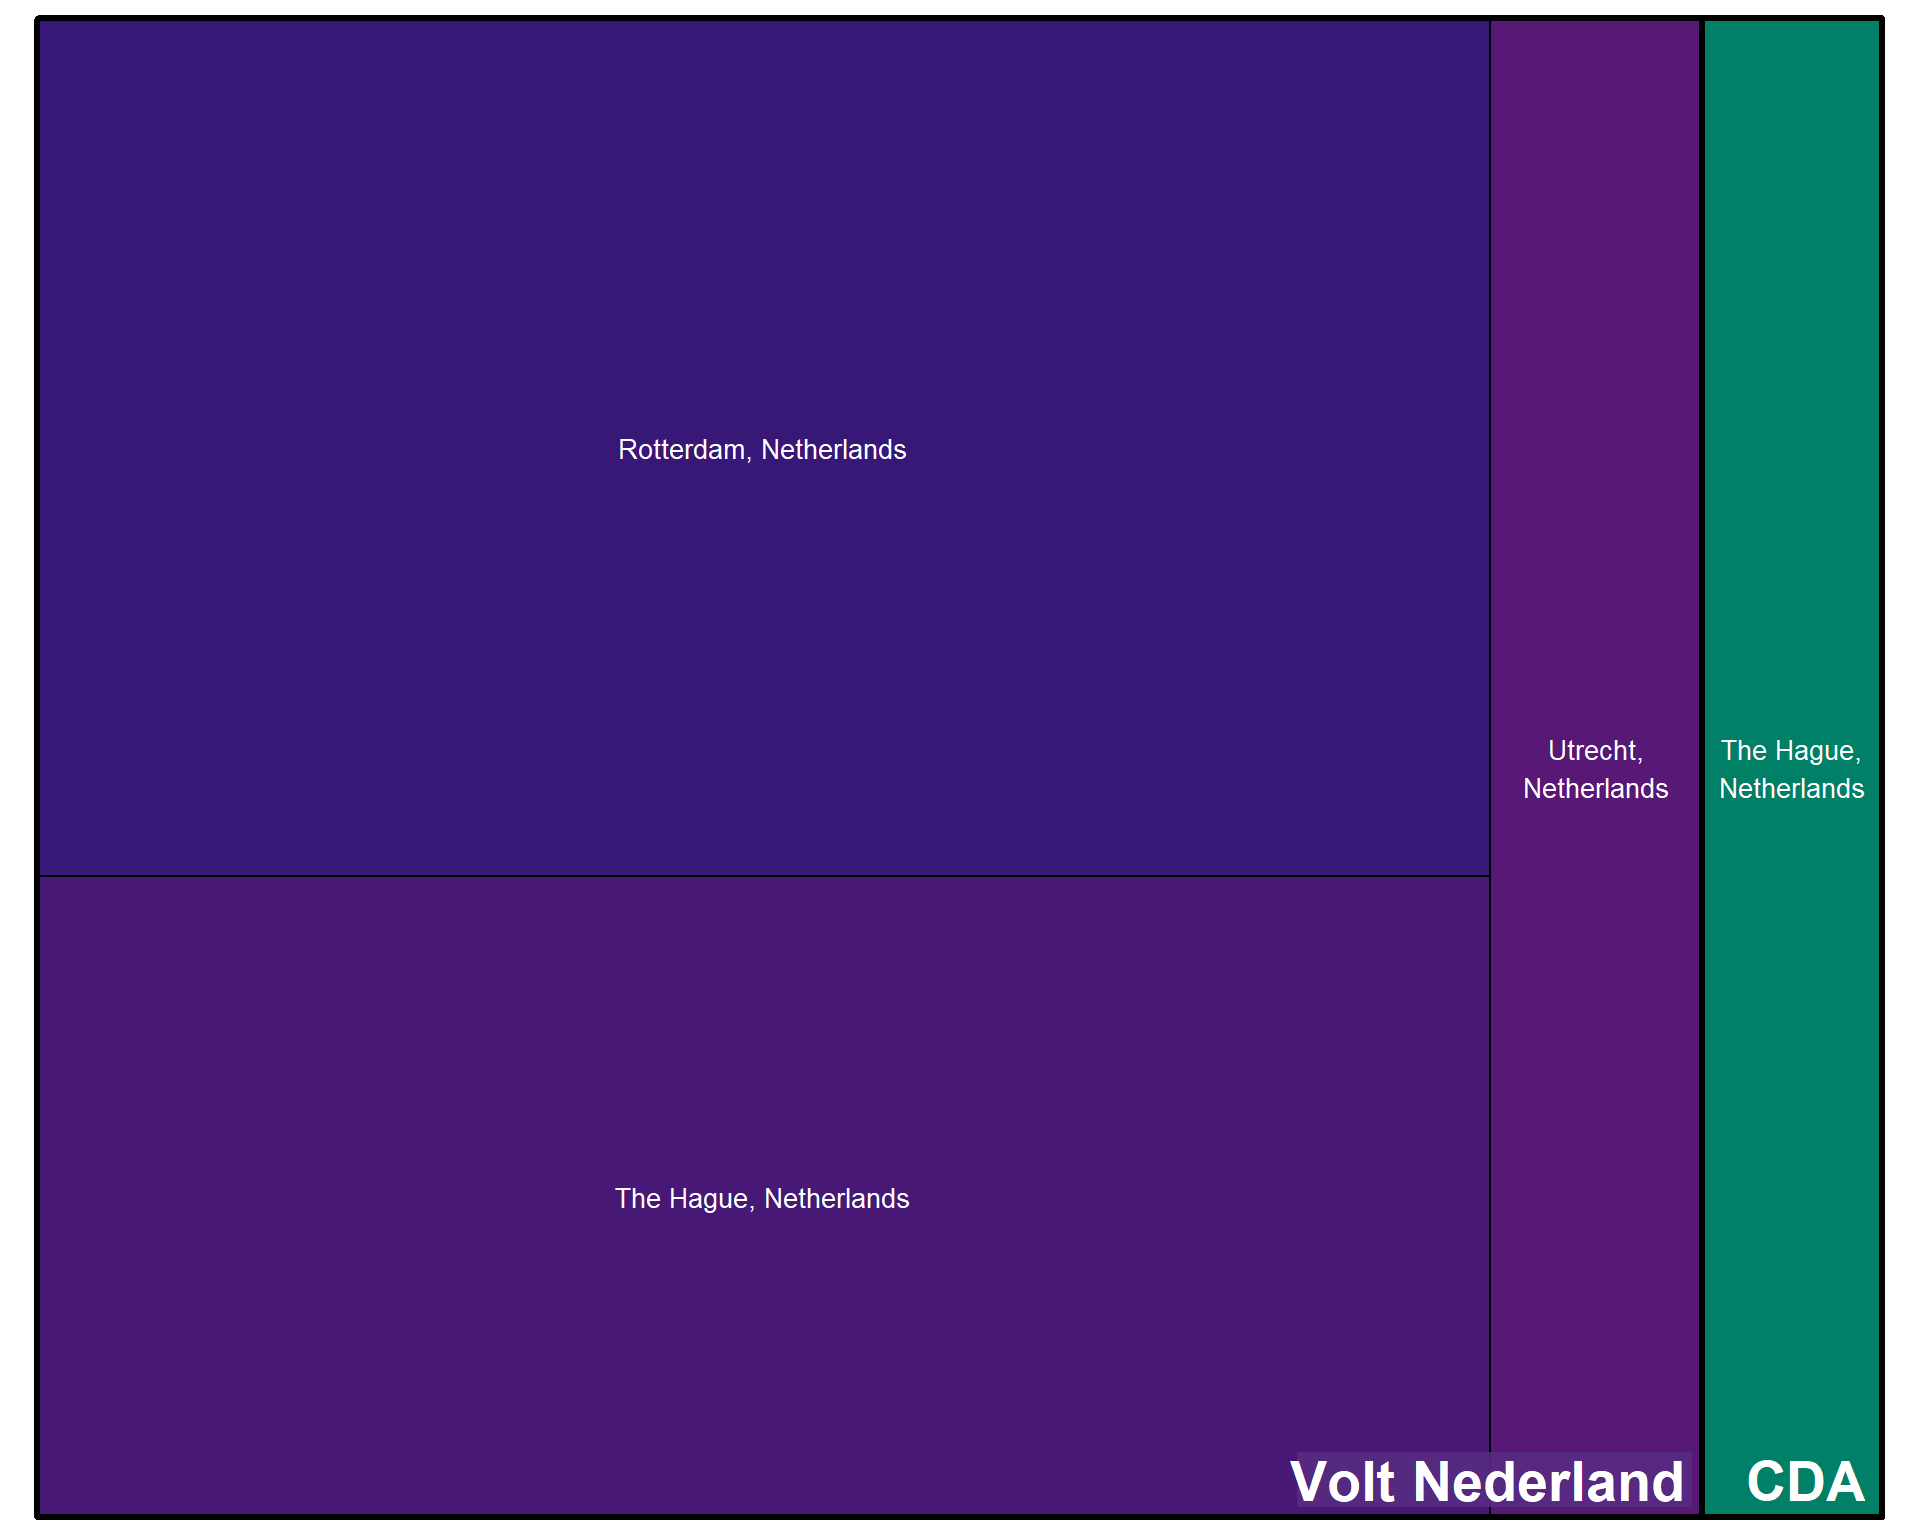 Rotterdam, Netherlands
The Hague, Netherlands
Utrecht,
Netherlands
The Hague,
Netherlands
Volt Nederland
CDA